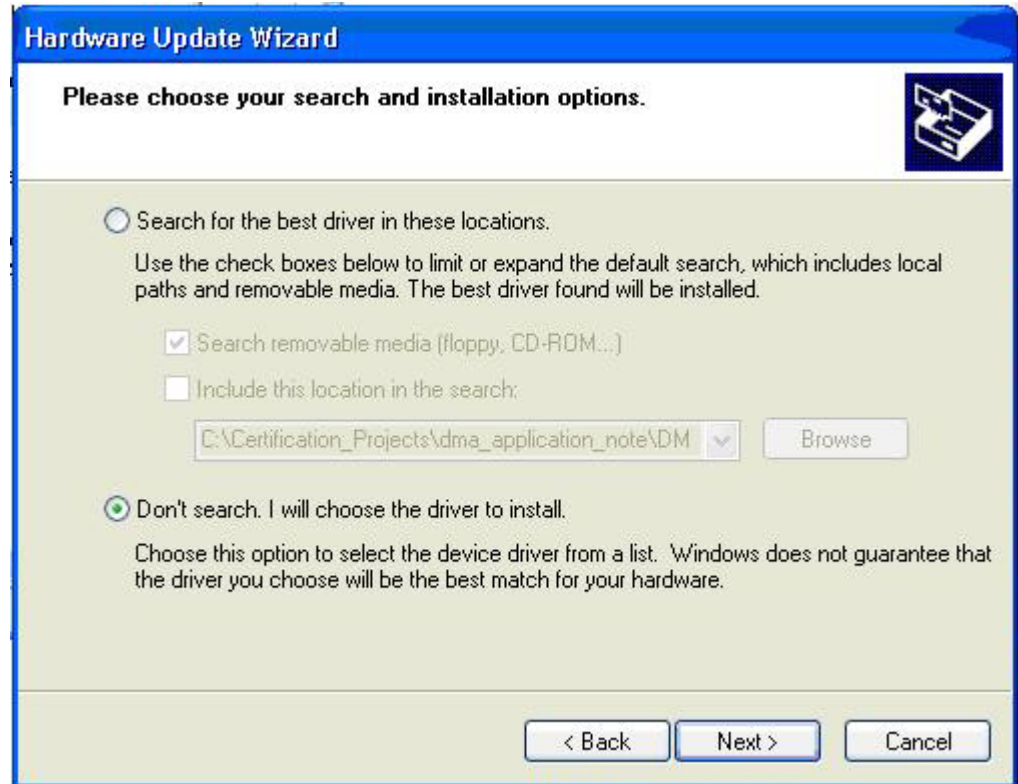 Hardware Update Wizard
Please choose your search and installation options.
Search for the best driver in these locations.
Use the check boxes below to limit or expand the default search, which includes local
paths and removable media. The best driver found will be installed.
Search removable media (floppy, CD-ROM...)
Include this location in the search:
C:\Certification_Projects\dma_application_note\DM
Browse
Don't search. I will choose the driver to install.
Choose this option to select the device driver from a list.  Windows does not guarantee that
the driver you choose will be the best match for your hardware.
< Back
Next >
Cancel